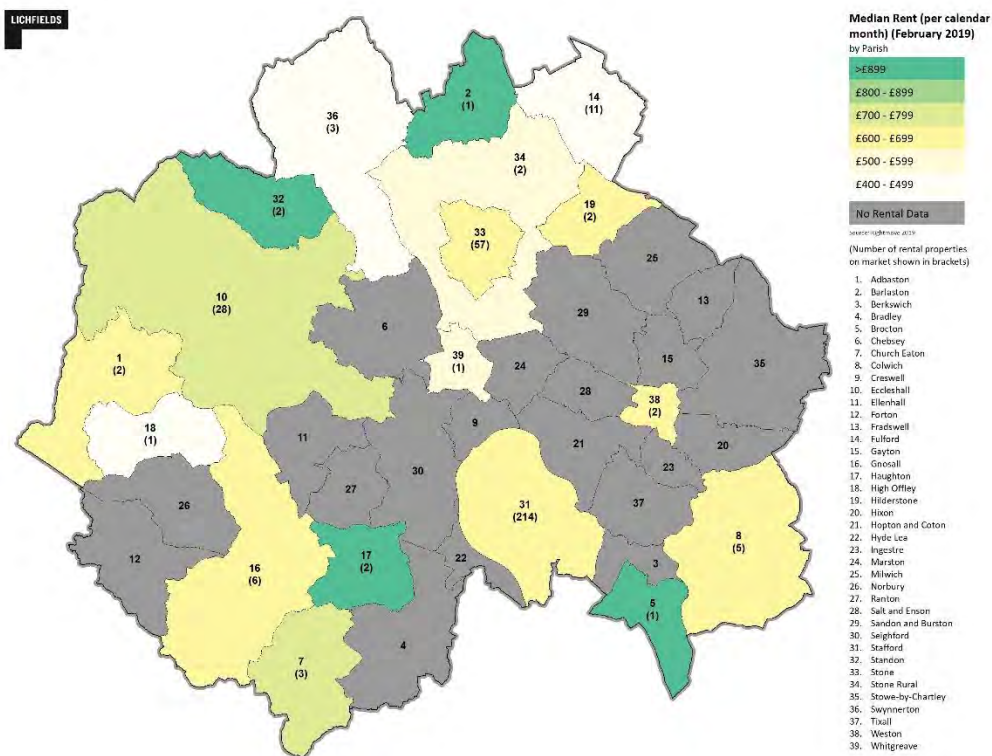 LICHFIELDS
Median Rent (per calendar
month) (February 2019)
by Parish
>£899
£800 - £899
£700 - £799
£600 - £699
£500 - £599
£400 - £499
No Rental Data
Source: Rightmove 2019
(Number of rental properties
on market shown in brackets)
1. Adbaston
2. Barlaston
3. Berkswich
4. Bradley
5. Brocton
6. Chebsey
7. Church Eaton
8. Colwich
9. Creswell
10. Eccleshall
11. Ellenhall
12. Forton
13. Fradswell
14. Fulford
15. Gayton
16. Gnosall
17. Haughton
18. High Offley
19. Hilderstone
20. Hixon
21. Hopton and Coton
22. Hyde Lea
23. Ingestre
24. Marston
25. Milwich
26. Norbury
27. Ranton
28. Salt and Enson
29. Sandon and Burston
30. Seighford
31. Stafford
32. Standon
33. Stone
34. Stone Rural
35. Stowe-by-Chartley
36. Swynnerton
37. Tixall
38. Weston
39. Whitgreave
2
(1)
14
(11)
36
(3)
34
(2)
32
(2)
19
(2)
33
(57)
25
10
(28)
13
29
6
1
(2)
39
(1)
24
15
35
28
38
(2)
18
(1)
9
11
21
20
30
23
27
26
37
31
(214)
8
(5)
12
17
(2)
16
(6)
22
3
5
(1)
4
7
(3)